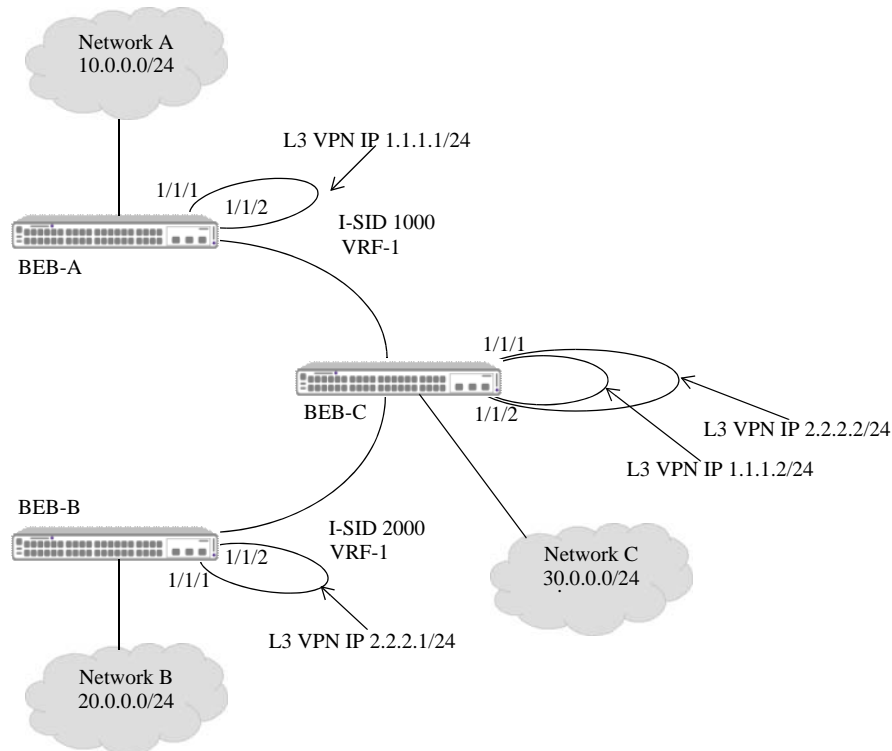 Network A
10.0.0.0/24
L3 VPN IP 1.1.1.1/24
1/1/1
1/1/2
I-SID 1000
VRF-1
BEB-A
1/1/1
BEB-C
1/1/2
L3 VPN IP 2.2.2.2/24
L3 VPN IP 1.1.1.2/24
BEB-B
I-SID 2000
VRF-1
1/1/2
1/1/1
Network C
30.0.0.0/24
L3 VPN IP 2.2.2.1/24
Network B
20.0.0.0/24